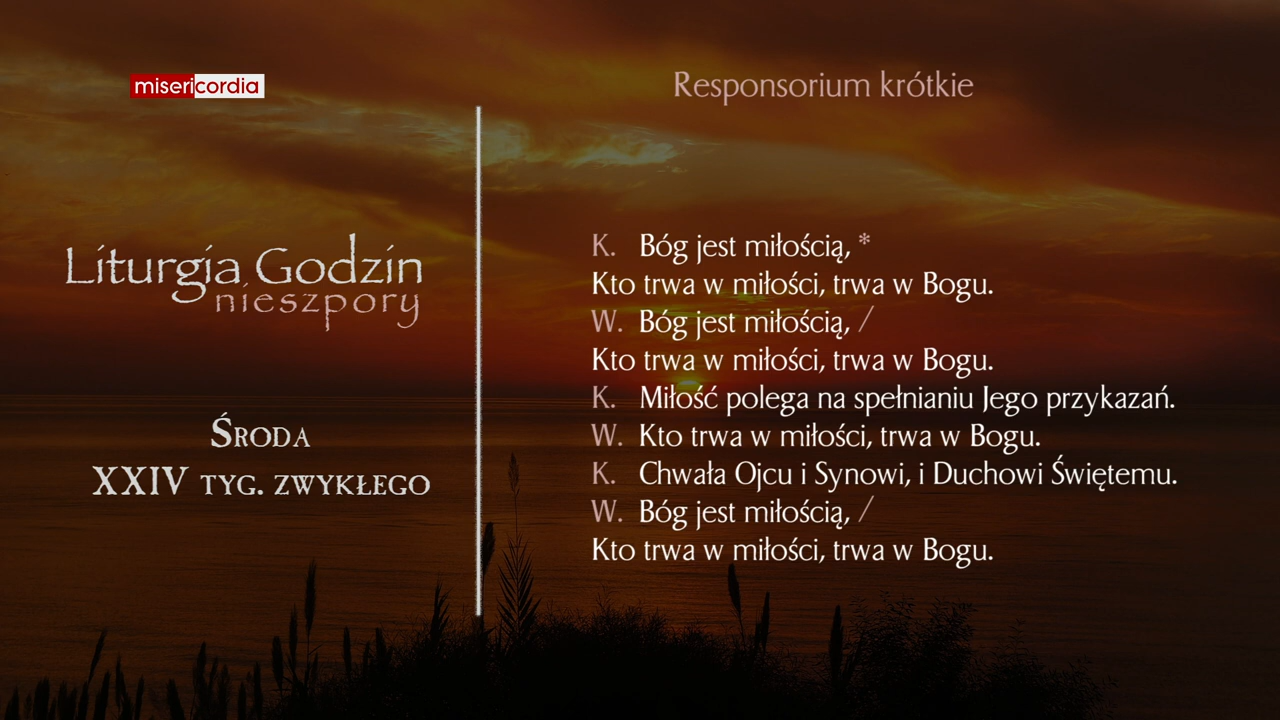 misericordia
Liturgia Godzin
nieszpory
Środa
XXIV tyg. zwykłego
Responsorium krótkie
K. Bóg jest miłością, *
Kto trwa w miłości, trwa w Bogu.
W. Bóg jest miłością, /
Kto trwa w miłości, trwa w Bogu.
K. Miłość polega na spełnianiu Jego przykazań.
W. Kto trwa w miłości, trwa w Bogu.
K. Chwała Ojcu i Synowi, i Duchowi Świętemu.
W. Bóg jest miłością, /
Kto trwa w miłości, trwa w Bogu.